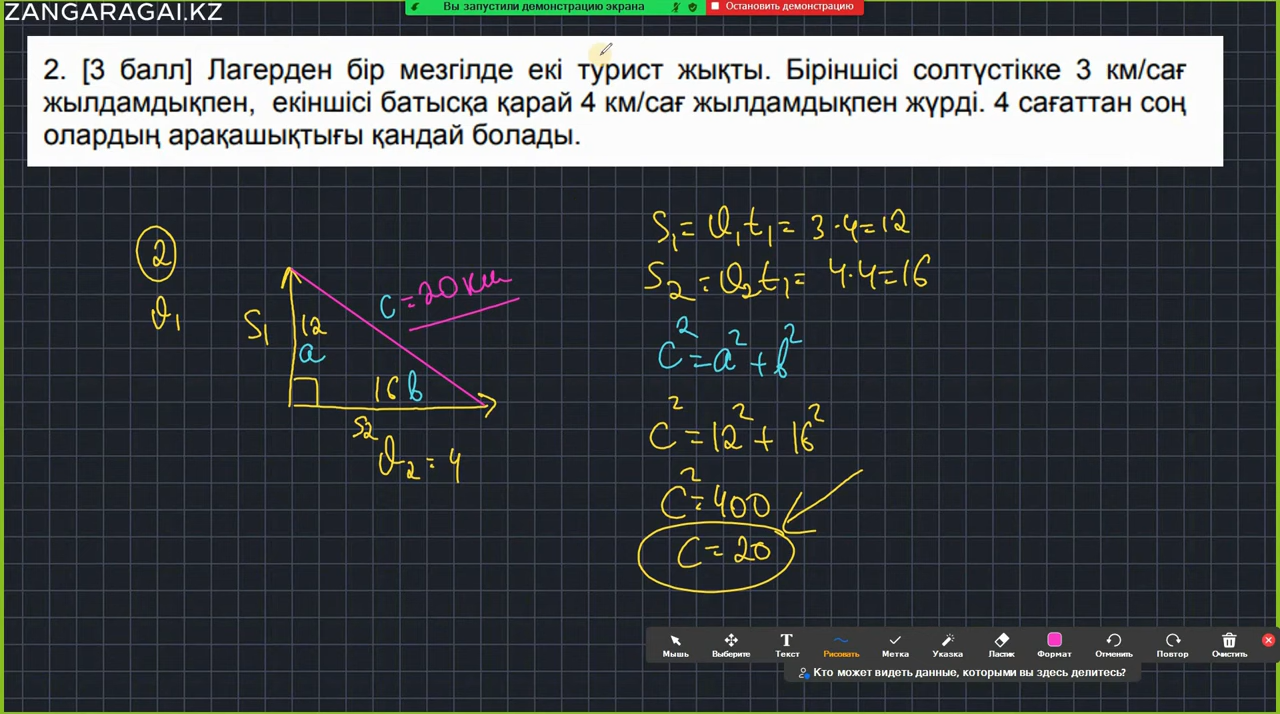 ZANGARAGAI.KZ
Вы запустили демонстрацию экрана
Остановить демонстрацию
2. [3 балл] Лагерден бір мезгілде екі турист жықты. Біріншісі солтүстікке 3 км/сағ
жылдамдықпен, екіншісі батысқа қарай 4 км/сағ жылдамдықпен жүрді. 4 сағаттан соң
олардың арақашықтығы қандай болады.
2
ϑ₁
S₁
12
a
C = 20 км
16 b
S₂
ϑ₂ = 4
S₁ = ϑ₁t₁ = 3·4=12
S₂ = ϑ₂t₁ = 4·4=16
C² = a² + b²
C² = 12² + 16²
C² = 400
C = 20
Мышь
Выберите
Текст
Рисовать
Метка
Указка
Ластик
Формат
Отменить
Повтор
Очистить
Кто может видеть данные, которыми вы здесь делитесь?